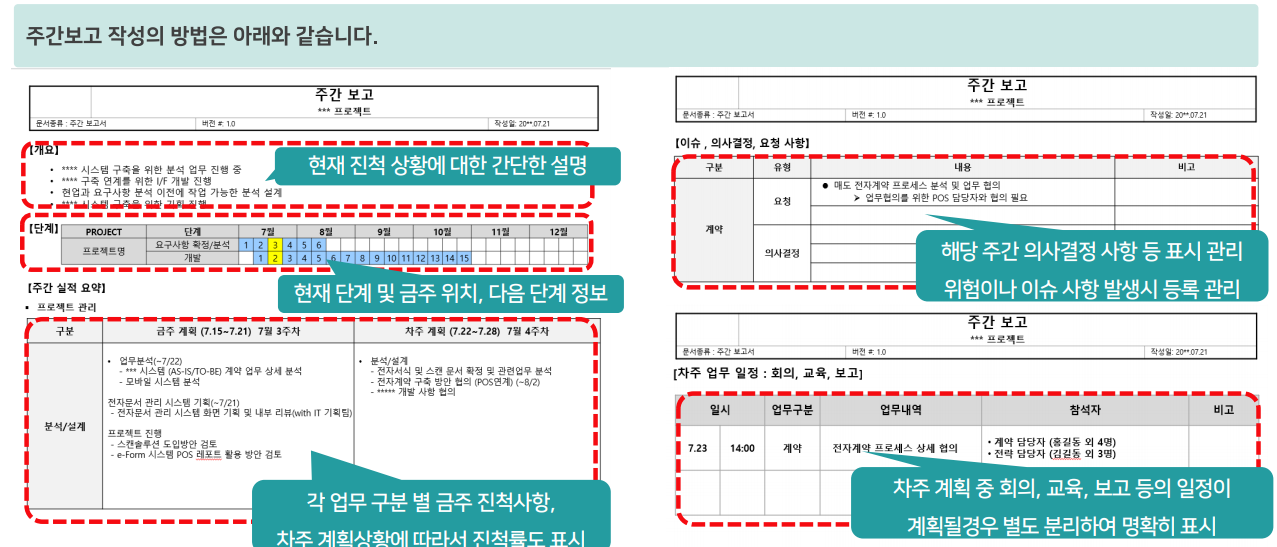 주간보고 작성의 방법은 아래와 같습니다.
주간 보고
*** 프로젝트
문서종류 : 주간 보고서 버전 #: 1.0 작성일: 20**.07.21
[개요]
• **** 시스템 구축을 위한 분석 업무 진행 중
• **** 구축 연계를 위한 I/f 개발 진행
• 현업과 요구사항 분석 이전에 작업 가능한 분석 설계
• **** 시스템 구축을 위한 기획 진행
현재 진척 상황에 대한 간단한 설명
[단계]
PROJECT 단계 7월 8월 9월 10월 11월 12월
프로젝트명 요구사항 확정/분석 1 2 3 4 5 6
개발 1 2 3 4 5 6 7 8 9 10 11 12 13 14 15
현재 단계 및 금주 위치, 다음 단계 정보
[주간 실적 요약]
▪ 프로젝트 관리
구분 금주 계획 (7.15~7.21) 7월 3주차 차주 계획 (7.22~7.28) 7월 4주차
분석/설계
• 업무분석(~7/22)
- *** 시스템 (AS-IS/TO-BE) 계약 업무 상세 분석
- 모바일 시스템 분석
전자문서 관리 시스템 기획(~7/21)
- 전자문서 관리 시스템 화면 기획 및 내부 리뷰(with IT 기획팀)
프로젝트 진행
- 스캔솔루션 도입방안 검토
- e-Form 시스템 POS 레포트 활용 방안 검토
• 분석/설계
- 전자서식 및 스캔 문서 확정 및 관련업무 분석
- 전자계약 구축 방안 협의 (POS연계) (~8/2)
- ***** 개발 사항 협의
각 업무 구분 별 금주 진척사항,
차주 계획상황에 따라서 진척률도 표시
주간 보고
*** 프로젝트
문서종류 : 주간 보고서 버전 #: 1.0 작성일: 20**.07.21
[이슈 , 의사결정, 요청 사항]
구분 유형 내용 비고
계약 요청
● 매도 전자계약 프로세스 분석 및 업무 협의
➢ 업무협의를 위한 POS 담당자와 협의 필요
의사결정
해당 주간 의사결정 사항 등 표시 관리
위험이나 이슈 사항 발생시 등록 관리
주간 보고
*** 프로젝트
문서종류 : 주간 보고서 버전 #: 1.0 작성일: 20**.07.21
[차주 업무 일정 : 회의, 교육, 보고]
일시 업무구분 업무내역 참석자 비고
7.23 14:00 계약 전자계약 프로세스 상세 협의
• 계약 담당자 (홍길동 외 4명)
• 전략 담당자 (김길동 외 3명)
차주 계획 중 회의, 교육, 보고 등의 일정이
계획될경우 별도 분리하여 명확히 표시